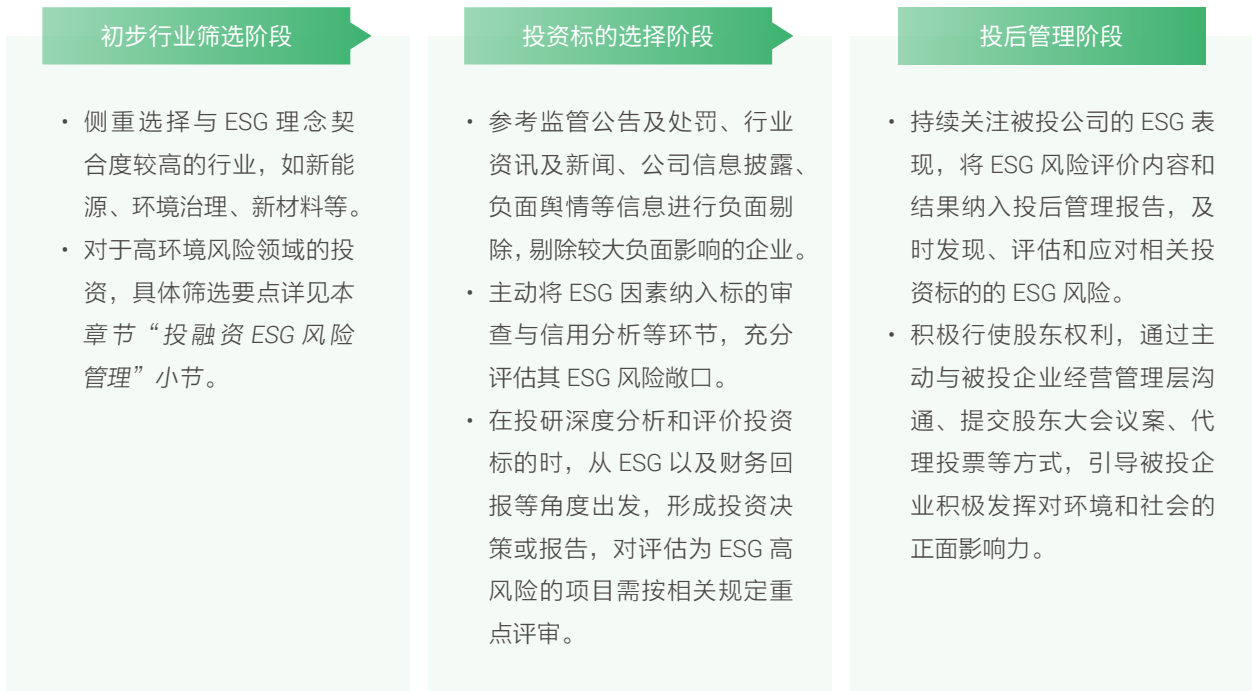 初步行业筛选阶段
• 侧重选择与 ESG 理念契
合度较高的行业，如新能
源、环境治理、新材料等。
• 对于高环境风险领域的投
资，具体筛选要点详见本
章节“投融资 ESG 风险
管理”小节。
投资标的选择阶段
• 参考监管公告及处罚、行业
资讯及新闻、公司信息披露、
负面舆情等信息进行负面剔
除，剔除较大负面影响的企业。
• 主动将 ESG 因素纳入标的审
查与信用分析等环节，充分
评估其 ESG 风险敞口。
• 在投研深度分析和评价投资
标的时，从 ESG 以及财务回
报等角度出发，形成投资决
策或报告，对评估为 ESG 高
风险的项目需按相关规定重
点评审。
投后管理阶段
• 持续关注被投公司的 ESG 表
现，将 ESG 风险评价内容和
结果纳入投后管理报告，及
时发现、评估和应对相关投
资标的的 ESG 风险。
• 积极行使股东权利，通过主
动与被投企业经营管理层沟
通、提交股东大会议案、代
理投票等方式，引导被投企
业积极发挥对环境和社会的
正面影响力。